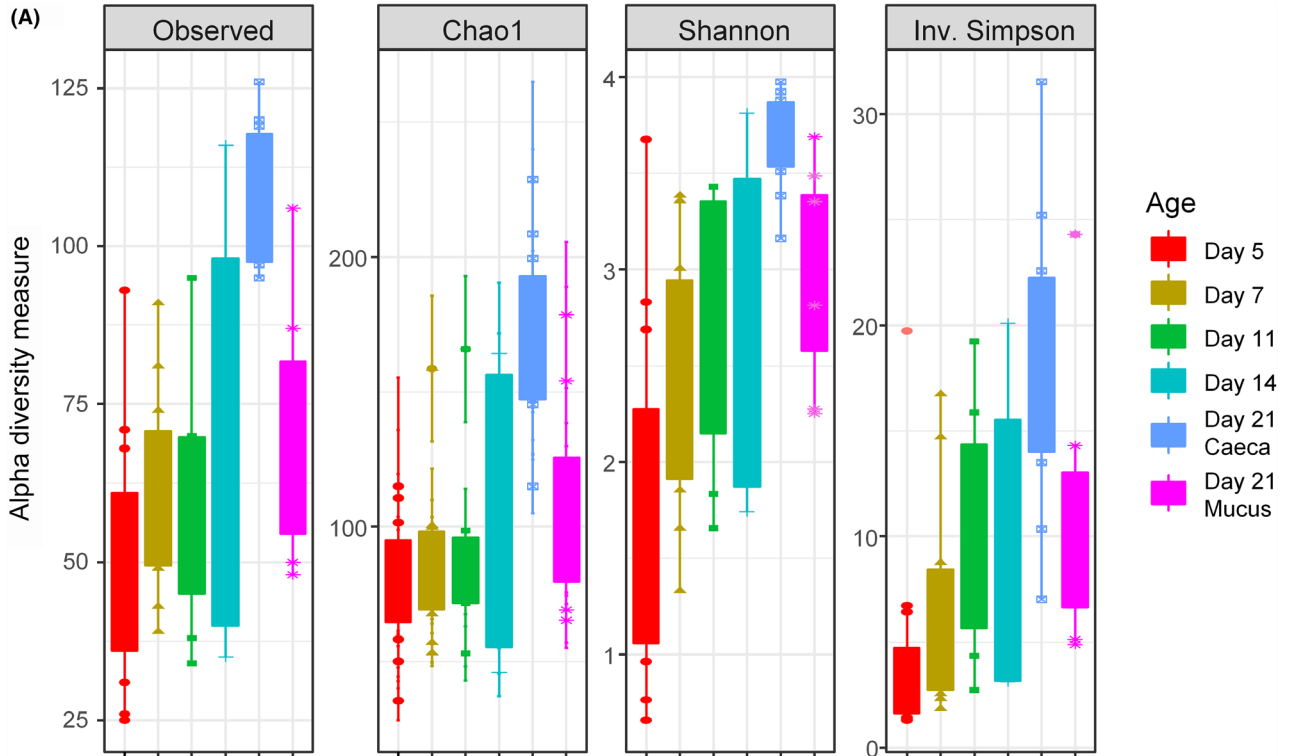 (A)
Observed
Chao1
Shannon
Inv. Simpson
Alpha diversity measure
125
100
75
50
25
200
100
4
3
2
1
30
20
10
0
Age
Day 5
Day 7
Day 11
Day 14
Day 21
Caeca
Day 21
Mucus